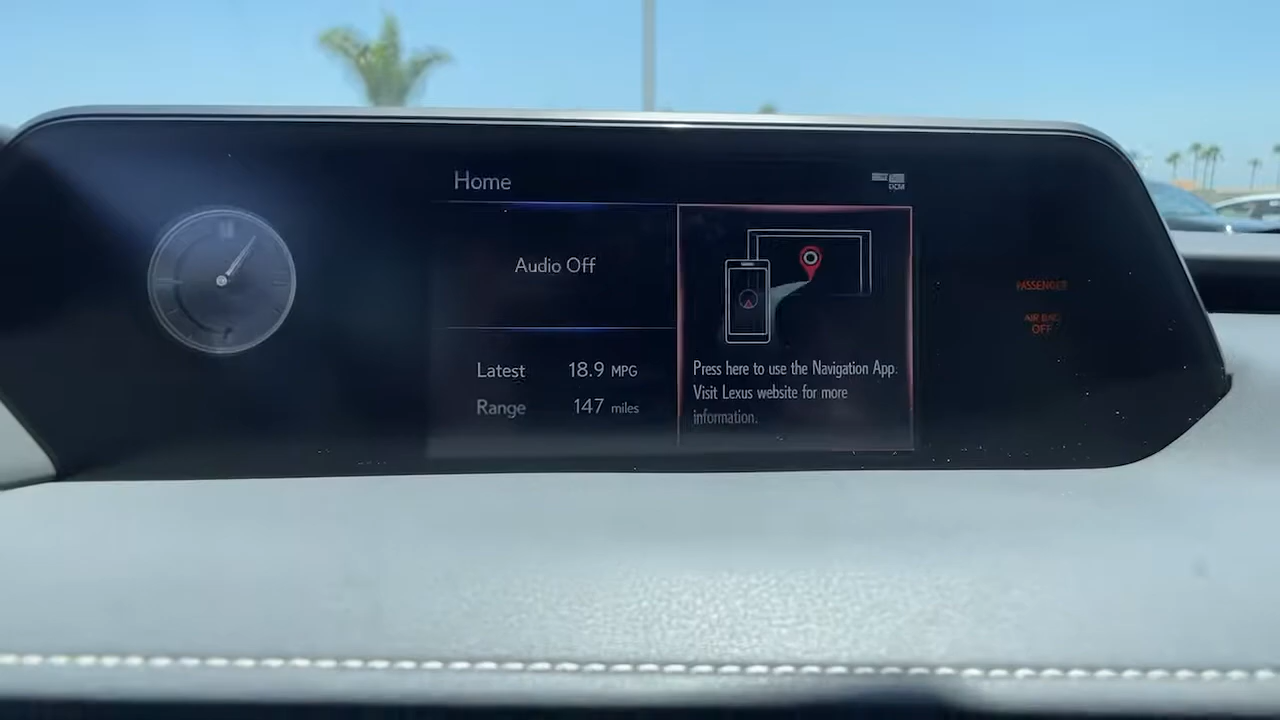 Home
DCM
Audio Off
Latest 18.9 MPG
Range 147 miles
Press here to use the Navigation App.
Visit Lexus website for more
information.
PASSENGER
AIR BAG
OFF